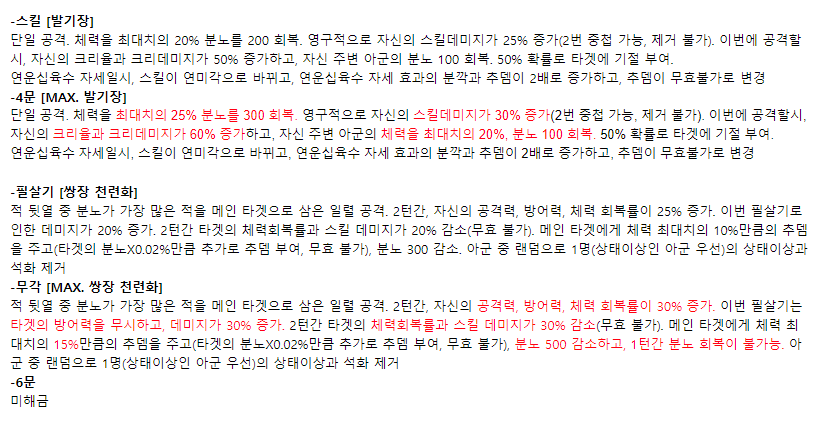 -스킬 [발기장]
단일 공격. 체력을 최대치의 20% 분노를 200 회복. 영구적으로 자신의 스킬데미지가 25% 증가(2번 중첩 가능, 제거 불가). 이번에 공격할
시, 자신의 크리율과 크리데미지가 50% 증가하고, 자신 주변 아군의 분노 100 회복. 50% 확률로 타겟에 기절 부여.
연운십육수 자세일시, 스킬이 연미각으로 바뀌고, 연운십육수 자세 효과의 분깍과 추뎀이 2배로 증가하고, 추뎀이 무효불가로 변경
-4문 [MAX. 발기장]
단일 공격. 체력을 최대치의 25% 분노를 300 회복. 영구적으로 자신의 스킬데미지가 30% 증가(2번 중첩 가능, 제거 불가). 이번에 공격할시,
자신의 크리율과 크리데미지가 60% 증가하고, 자신 주변 아군의 체력을 최대치의 20%, 분노 100 회복. 50% 확률로 타겟에 기절 부여.
연운십육수 자세일시, 스킬이 연미각으로 바뀌고, 연운십육수 자세 효과의 분깍과 추뎀이 2배로 증가하고, 추뎀이 무효불가로 변경
-필살기 [쌍장 천련화]
적 뒷열 중 분노가 가장 많은 적을 메인 타겟으로 삼은 일렬 공격. 2턴간, 자신의 공격력, 방어력, 체력 회복률이 25% 증가. 이번 필살기로
인한 데미지가 20% 증가. 2턴간 타겟의 체력회복률과 스킬 데미지가 20% 감소(무효 불가). 메인 타겟에게 체력 최대치의 10%만큼의 추뎀
을 주고(타겟의 분노X0.02%만큼 추가로 추뎀 부여, 무효 불가), 분노 300 감소. 아군 중 랜덤으로 1명(상태이상인 아군 우선)의 상태이상과
석화 제거
-무각 [MAX. 쌍장 천련화]
적 뒷열 중 분노가 가장 많은 적을 메인 타겟으로 삼은 일렬 공격. 2턴간, 자신의 공격력, 방어력, 체력 회복률이 30% 증가. 이번 필살기는
타겟의 방어력을 무시하고, 데미지가 30% 증가. 2턴간 타겟의 체력회복률과 스킬 데미지가 30% 감소(무효 불가). 메인 타겟에게 체력 최
대치의 15%만큼의 추뎀을 주고(타겟의 분노X0.02%만큼 추가로 추뎀 부여, 무효 불가), 분노 500 감소하고, 1턴간 분노 회복이 불가능. 아
군 중 랜덤으로 1명(상태이상인 아군 우선)의 상태이상과 석화 제거
-6문
미해금